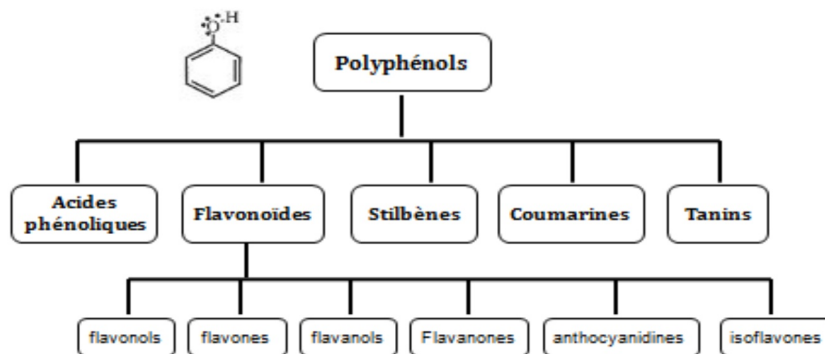 O-H
Polyphénols
Acides
phénoliques
Flavonoïdes
Stilbènes
Coumarines
Tanins
flavonols
flavones
flavanols
Flavanones
anthocyanidines
isoflavones